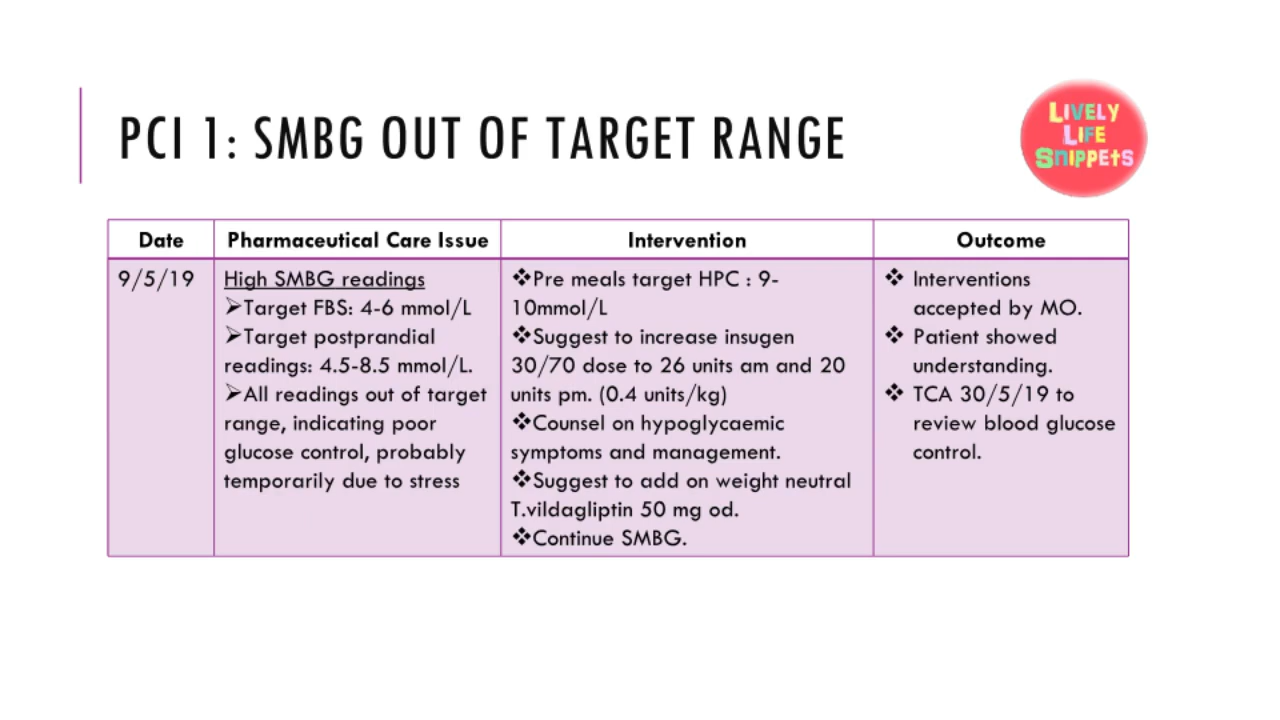 PCI 1: SMBG OUT OF TARGET RANGE
LIVELY
LIFE
SNIPPETS
Date
Pharmaceutical Care Issue
Intervention
Outcome
9/5/19
High SMBG readings
➢Target FBS: 4-6 mmol/L
➢Target postprandial
readings: 4.5-8.5 mmol/L.
➢All readings out of target
range, indicating poor
glucose control, probably
temporarily due to stress
❖Pre meals target HPC : 9-
10mmol/L
❖Suggest to increase insugen
30/70 dose to 26 units am and 20
units pm. (0.4 units/kg)
❖Counsel on hypoglycaemic
symptoms and management.
❖Suggest to add on weight neutral
T.vildagliptin 50 mg od.
❖Continue SMBG.
❖ Interventions
accepted by MO.
❖ Patient showed
understanding.
❖ TCA 30/5/19 to
review blood glucose
control.